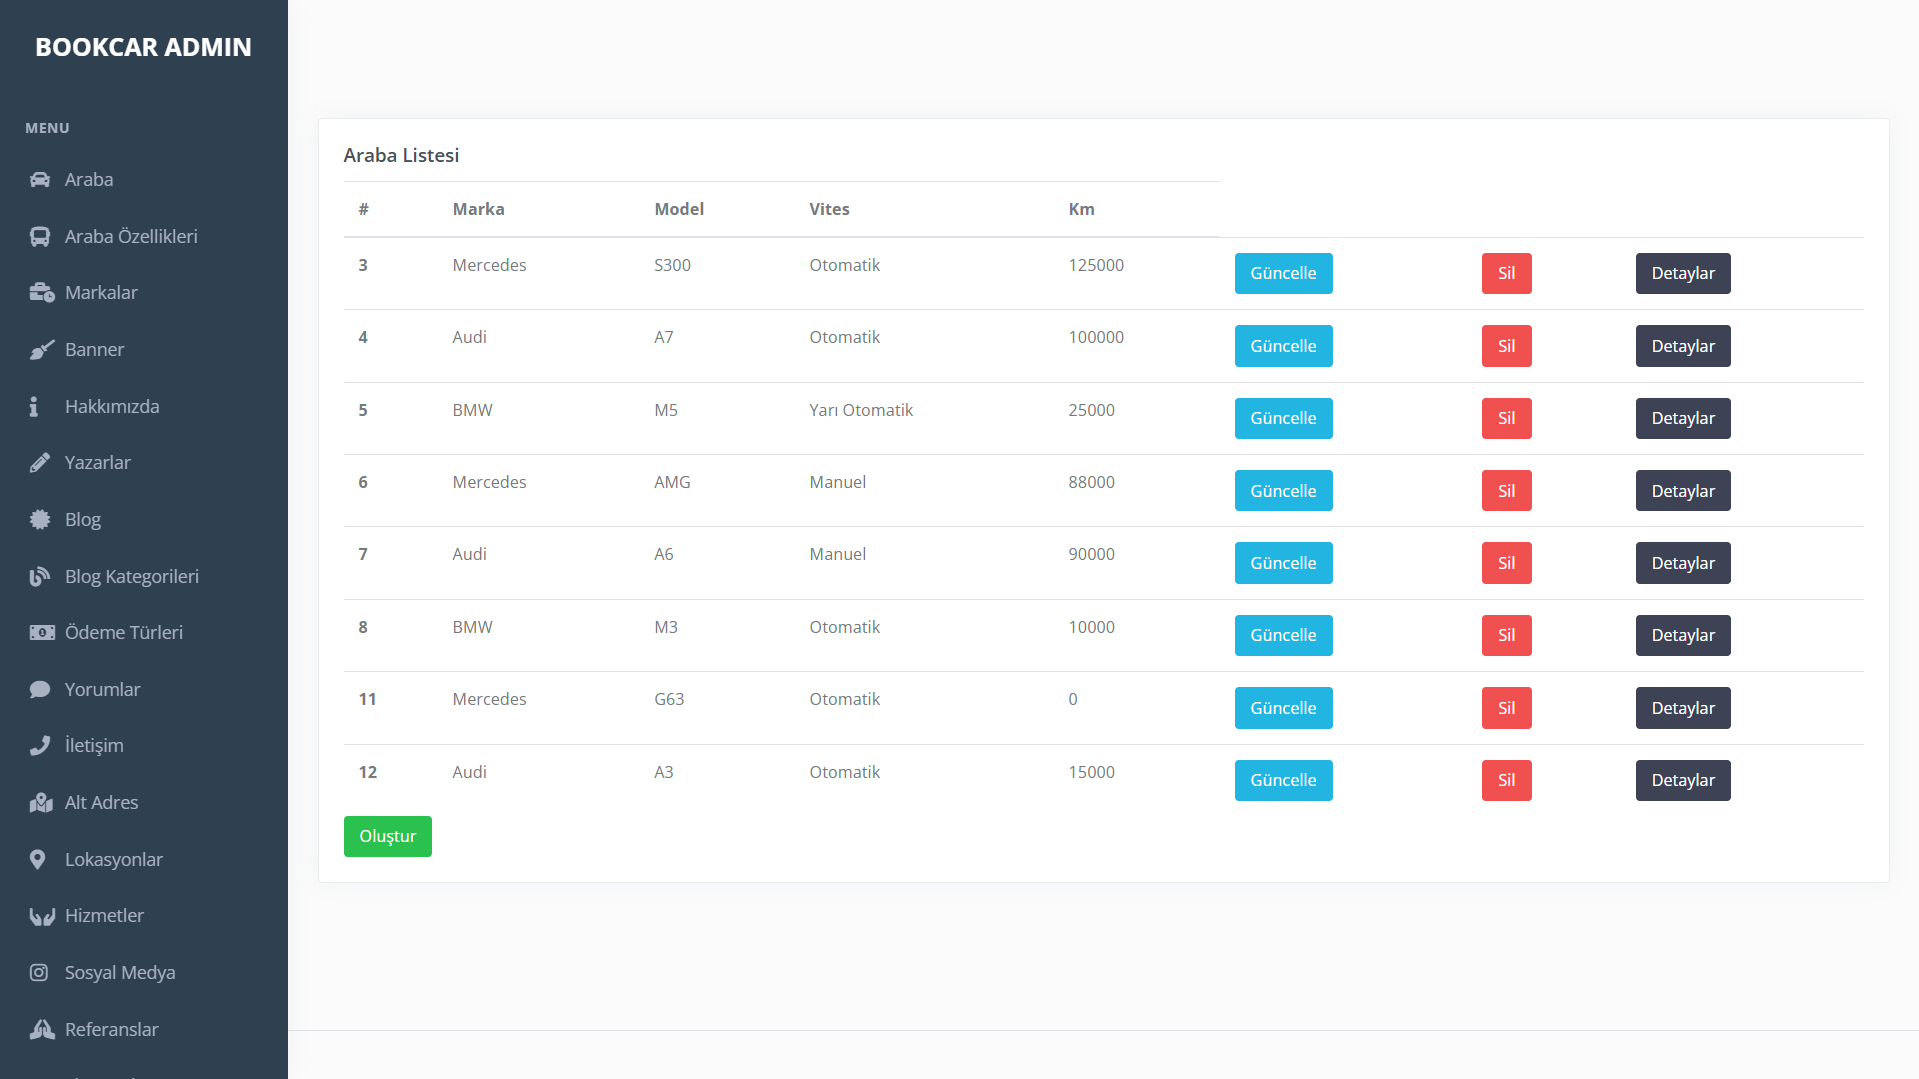 BOOKCAR ADMIN
MENU
Araba
Araba Özellikleri
Markalar
Banner
Hakkımızda
Yazarlar
Blog
Blog Kategorileri
Ödeme Türleri
Yorumlar
İletişim
Alt Adres
Lokasyonlar
Hizmetler
Sosyal Medya
Referanslar
Araba Listesi
# Marka Model Vites Km
3 Mercedes S300 Otomatik 125000 Güncelle Sil Detaylar
4 Audi A7 Otomatik 100000 Güncelle Sil Detaylar
5 BMW M5 Yarı Otomatik 25000 Güncelle Sil Detaylar
6 Mercedes AMG Manuel 88000 Güncelle Sil Detaylar
7 Audi A6 Manuel 90000 Güncelle Sil Detaylar
8 BMW M3 Otomatik 10000 Güncelle Sil Detaylar
11 Mercedes G63 Otomatik 0 Güncelle Sil Detaylar
12 Audi A3 Otomatik 15000 Güncelle Sil Detaylar
Oluştur